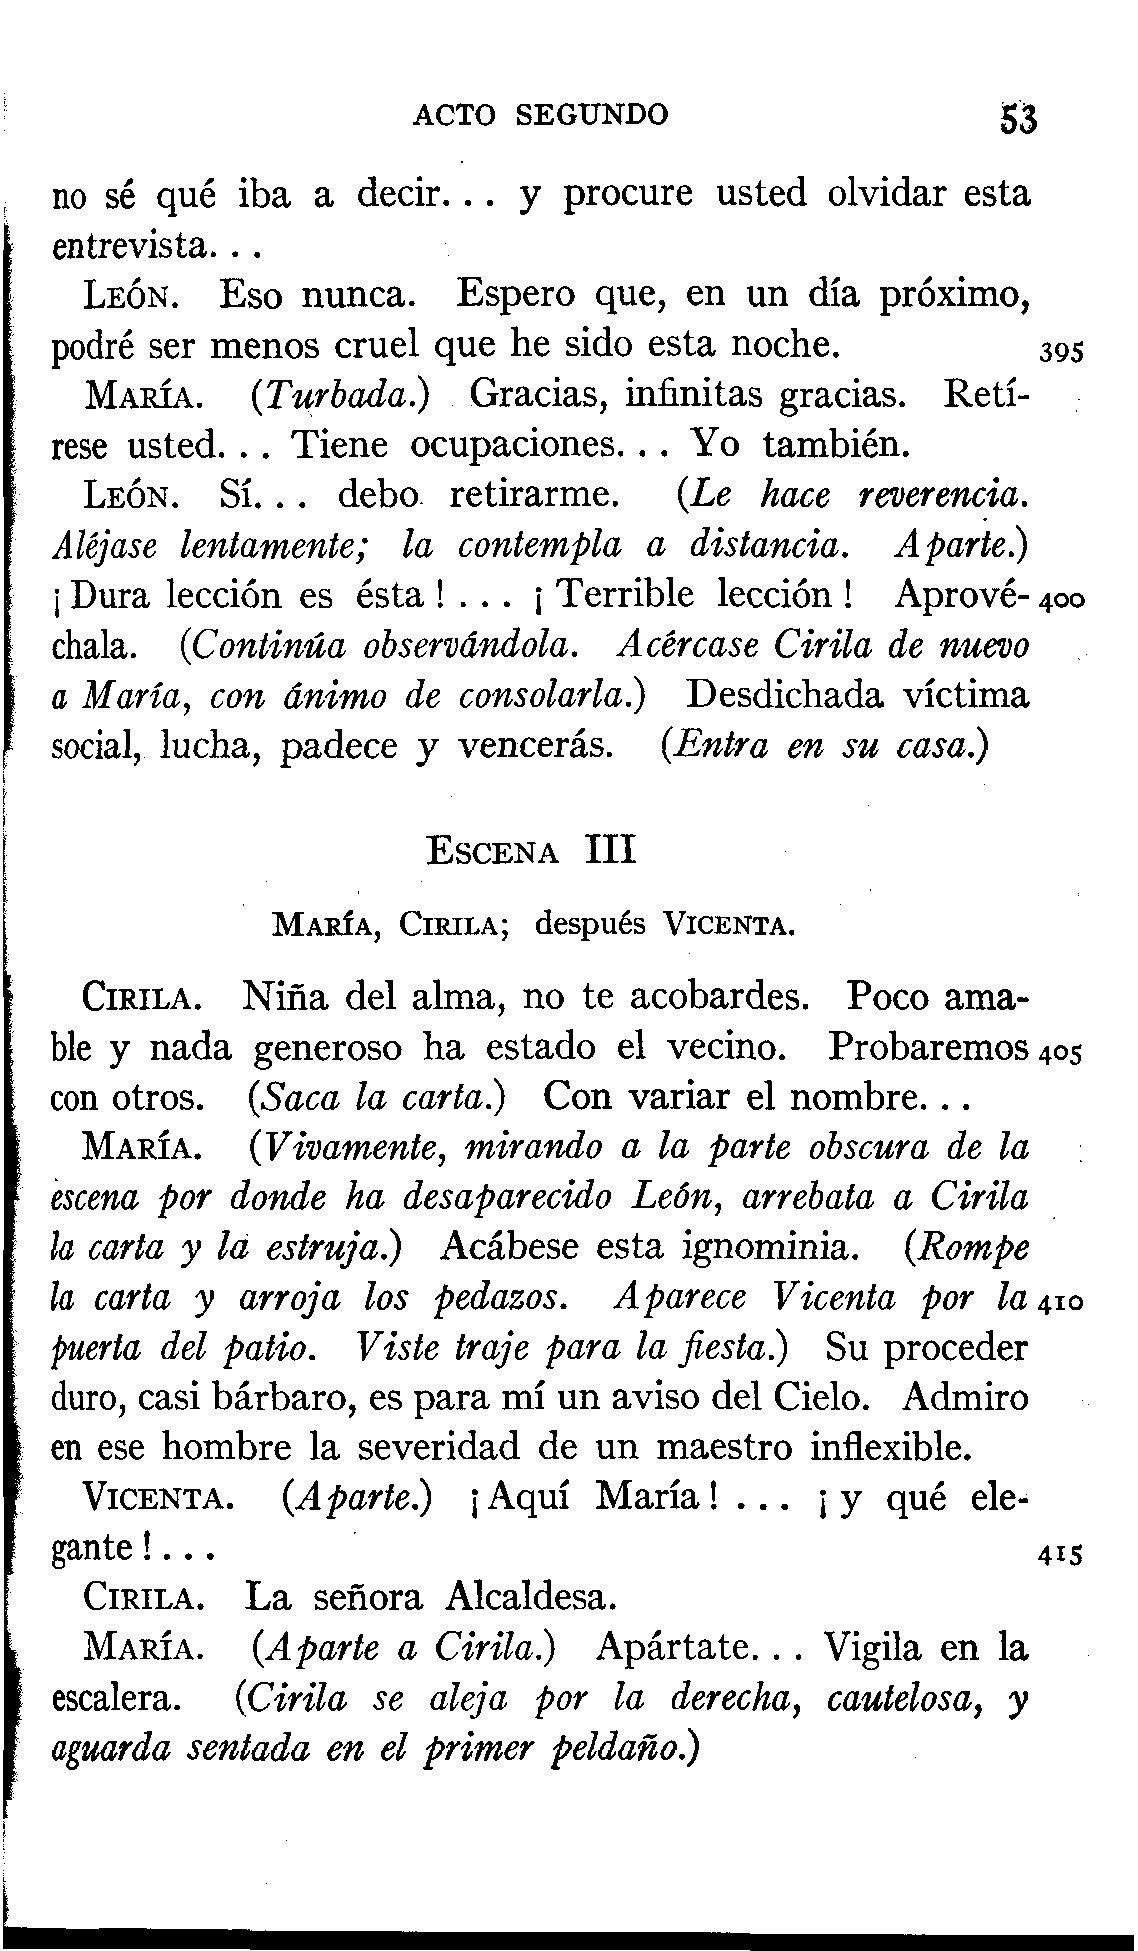 ACTO SEGUNDO 53
no sé qué iba a decir... y procure usted olvidar esta
entrevista...
LEÓN. Eso nunca. Espero que, en un día próximo,
podré ser menos cruel que he sido esta noche. 395
MARÍA. (Turbada.) Gracias, infinitas gracias. Retí-
rese usted... Tiene ocupaciones... Yo también.
LEÓN. Sí... debo retirarme. (Le hace reverencia.
Aléjase lentamente; la contempla a distancia. Aparte.)
¡Dura lección es ésta!... ¡Terrible lección! Aprové- 400
chala. (Continúa observándola. Acércase Cirila de nuevo
a María, con ánimo de consolarla.) Desdichada víctima
social, lucha, padece y vencerás. (Entra en su casa.)
ESCENA III
MARÍA, CIRILA; después VICENTA.
CIRILA. Niña del alma, no te acobardes. Poco ama-
ble y nada generoso ha estado el vecino. Probaremos 405
con otros. (Saca la carta.) Con variar el nombre...
MARÍA. (Vivamente, mirando a la parte obscura de la
escena por donde ha desaparecido León, arrebata a Cirila
la carta y la estruja.) Acábese esta ignominia. (Rompe
la carta y arroja los pedazos. Aparece Vicenta por la 410
puerta del patio. Viste traje para la fiesta.) Su proceder
duro, casi bárbaro, es para mí un aviso del Cielo. Admiro
en ese hombre la severidad de un maestro inflexible.
VICENTA. (Aparte.) ¡Aquí María!... ¡y qué ele-
gante!... 415
CIRILA. La señora Alcaldesa.
MARÍA. (Aparte a Cirila.) Apártate... Vigila en la
escalera. (Cirila se aleja por la derecha, cautelosa, y
aguarda sentada en el primer peldaño.)